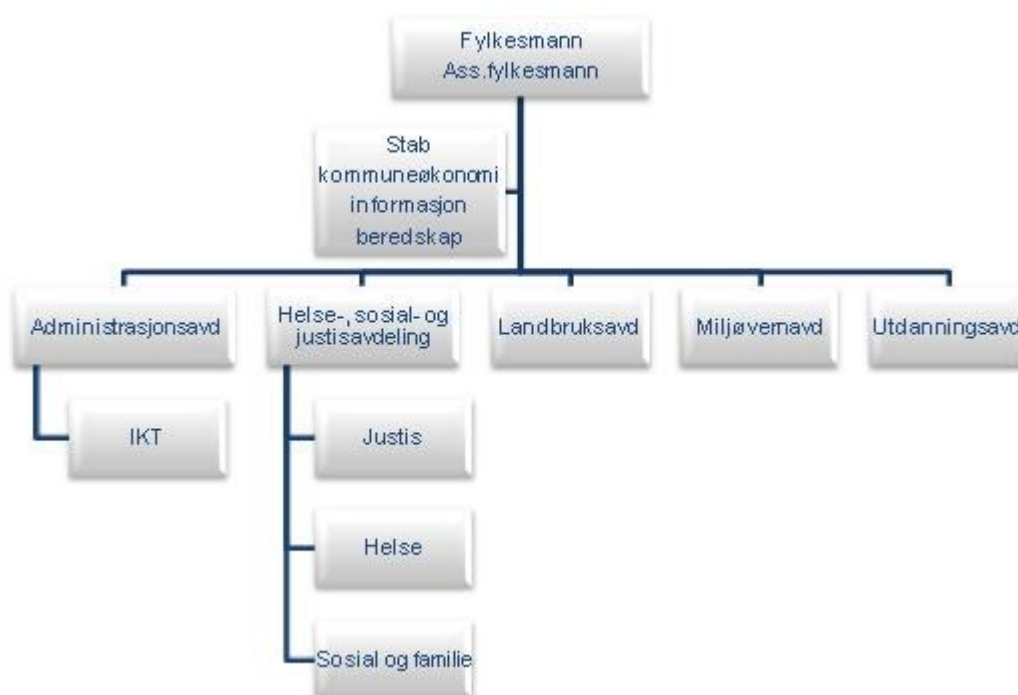 Fylkesmann
Ass.fylkesmann
Stab
kommuneøkonomi
informasjon
beredskap
Administrasjonsavd
Helse-, sosial- og
justisavdeling
Landbruksavd
Miljøvernavd
Utdanningsavd
IKT
Justis
Helse
Sosial og familie